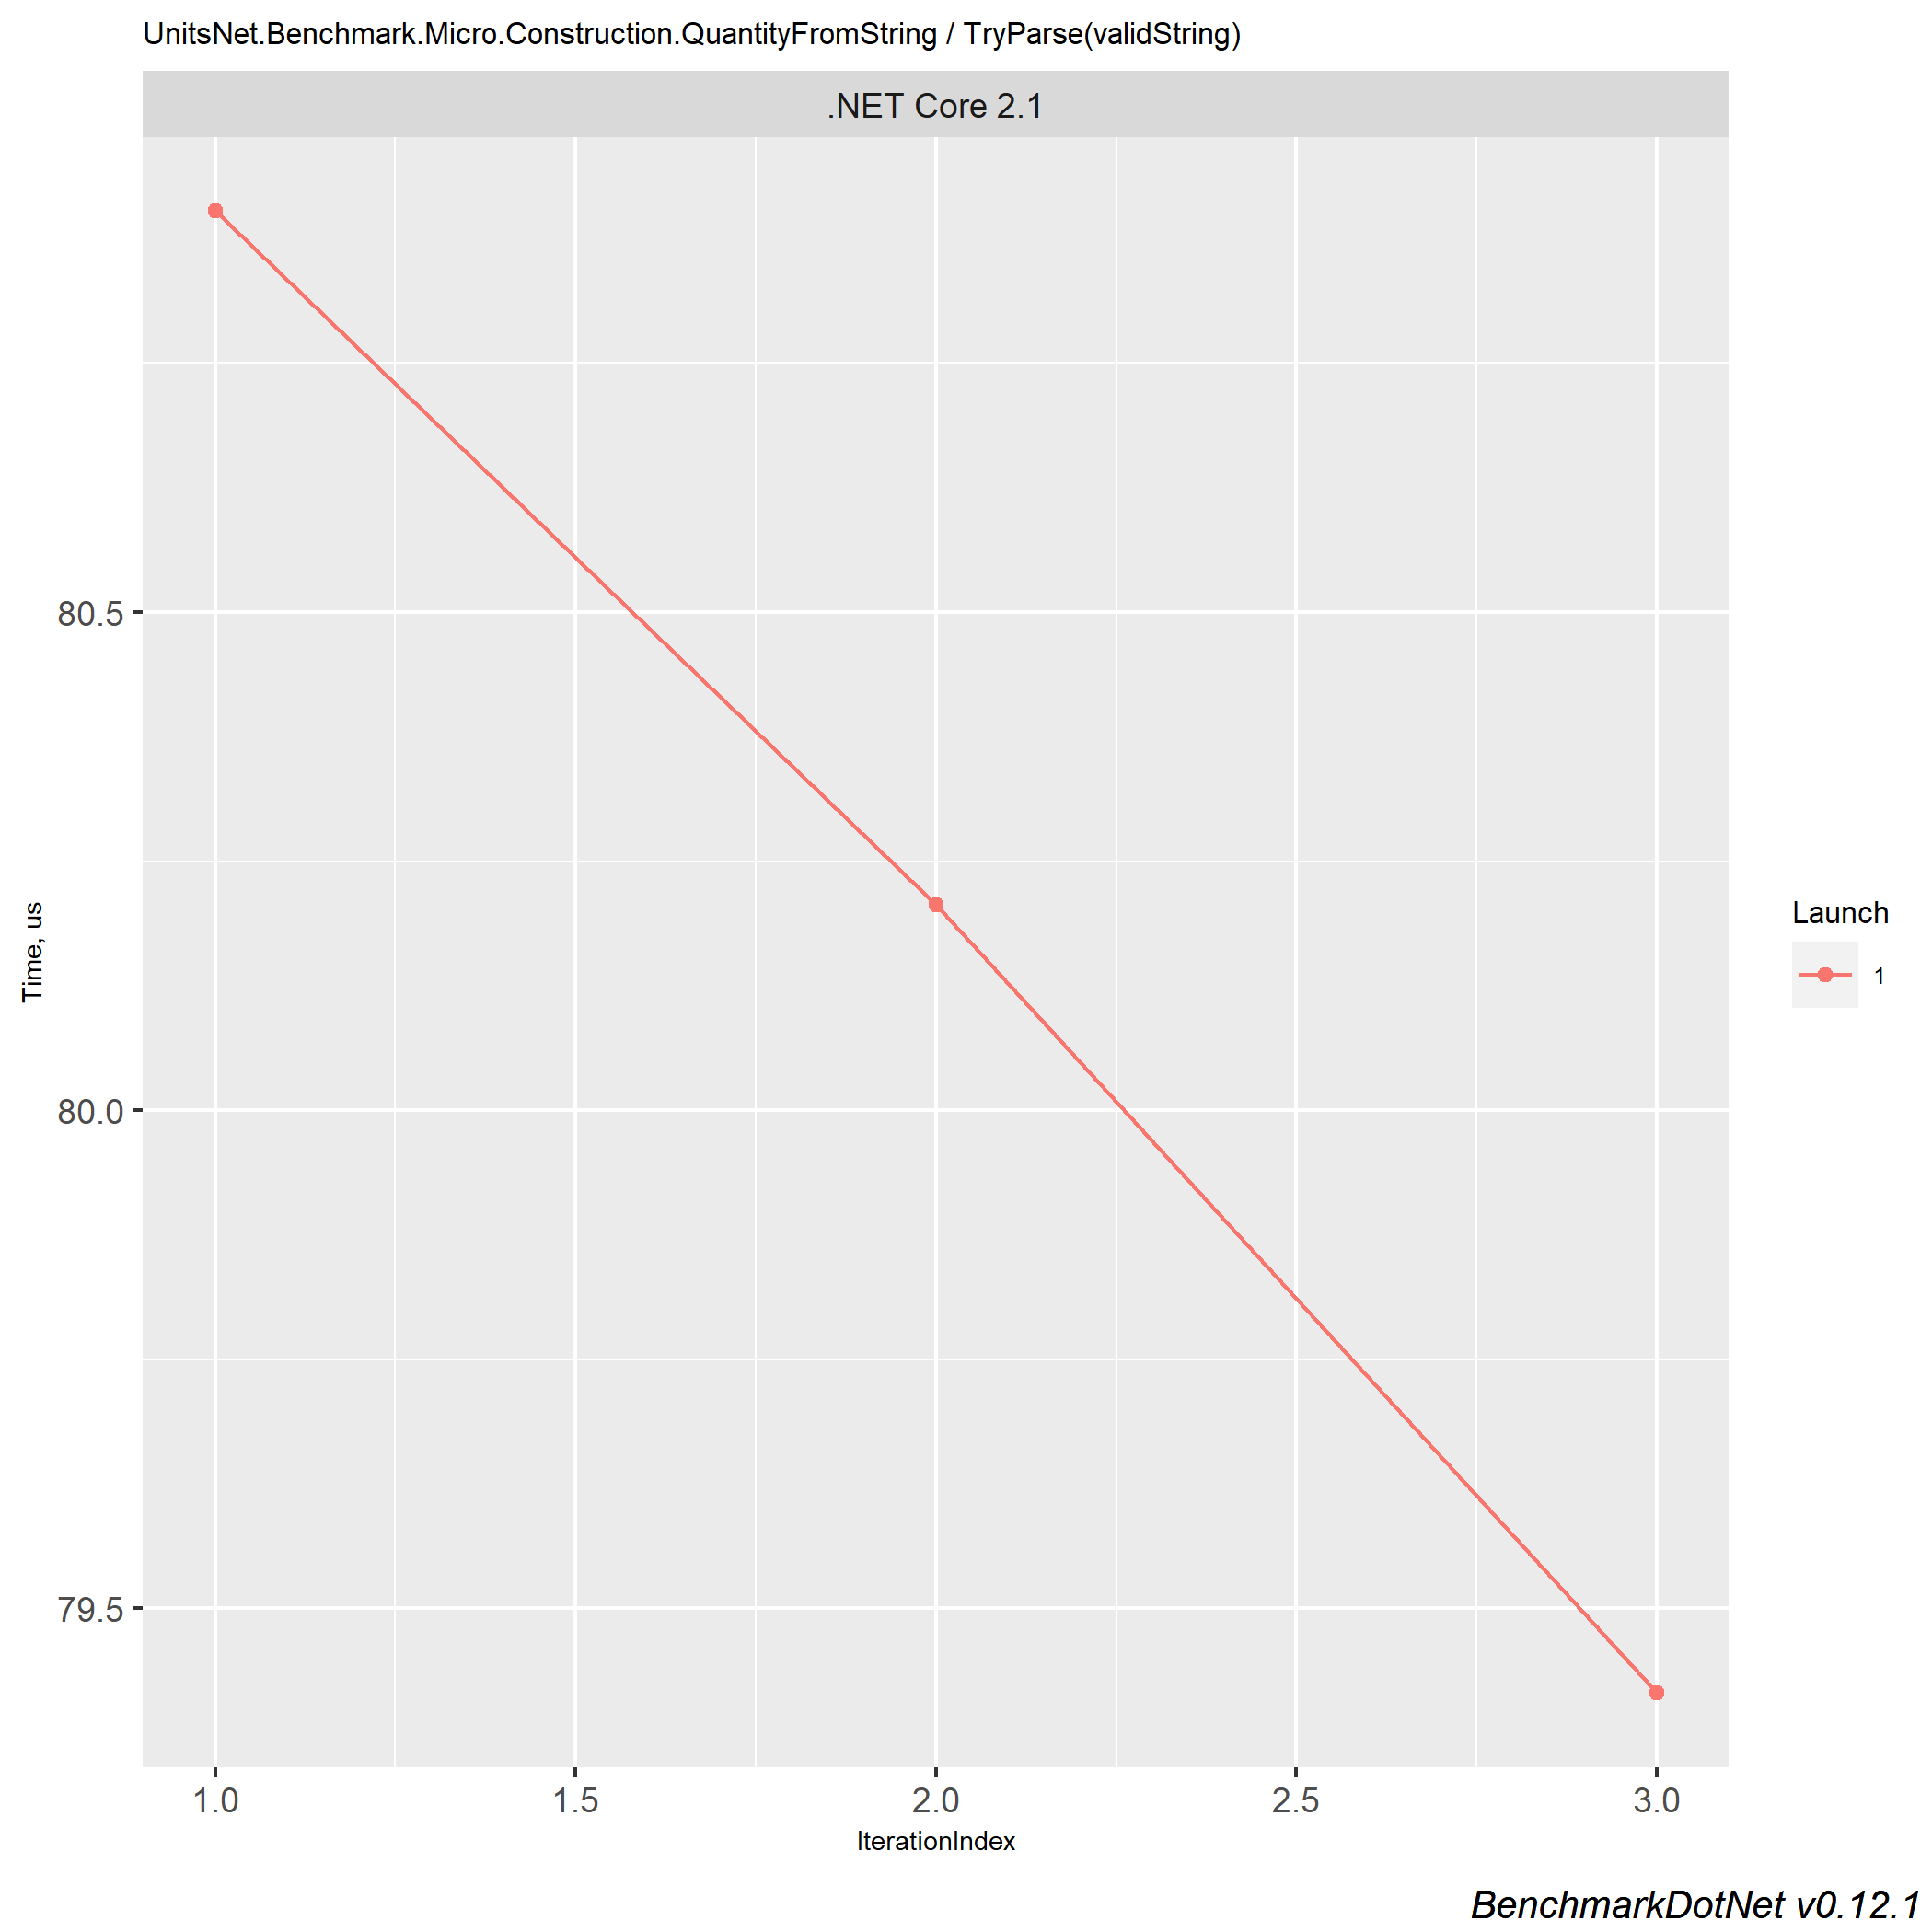 UnitsNet.Benchmark.Micro.Construction.QuantityFromString / TryParse(validString)
.NET Core 2.1
80.5
80.0
79.5
Time, us
Launch
1
1.0 1.5 2.0 2.5 3.0
IterationIndex
BenchmarkDotNet v0.12.1